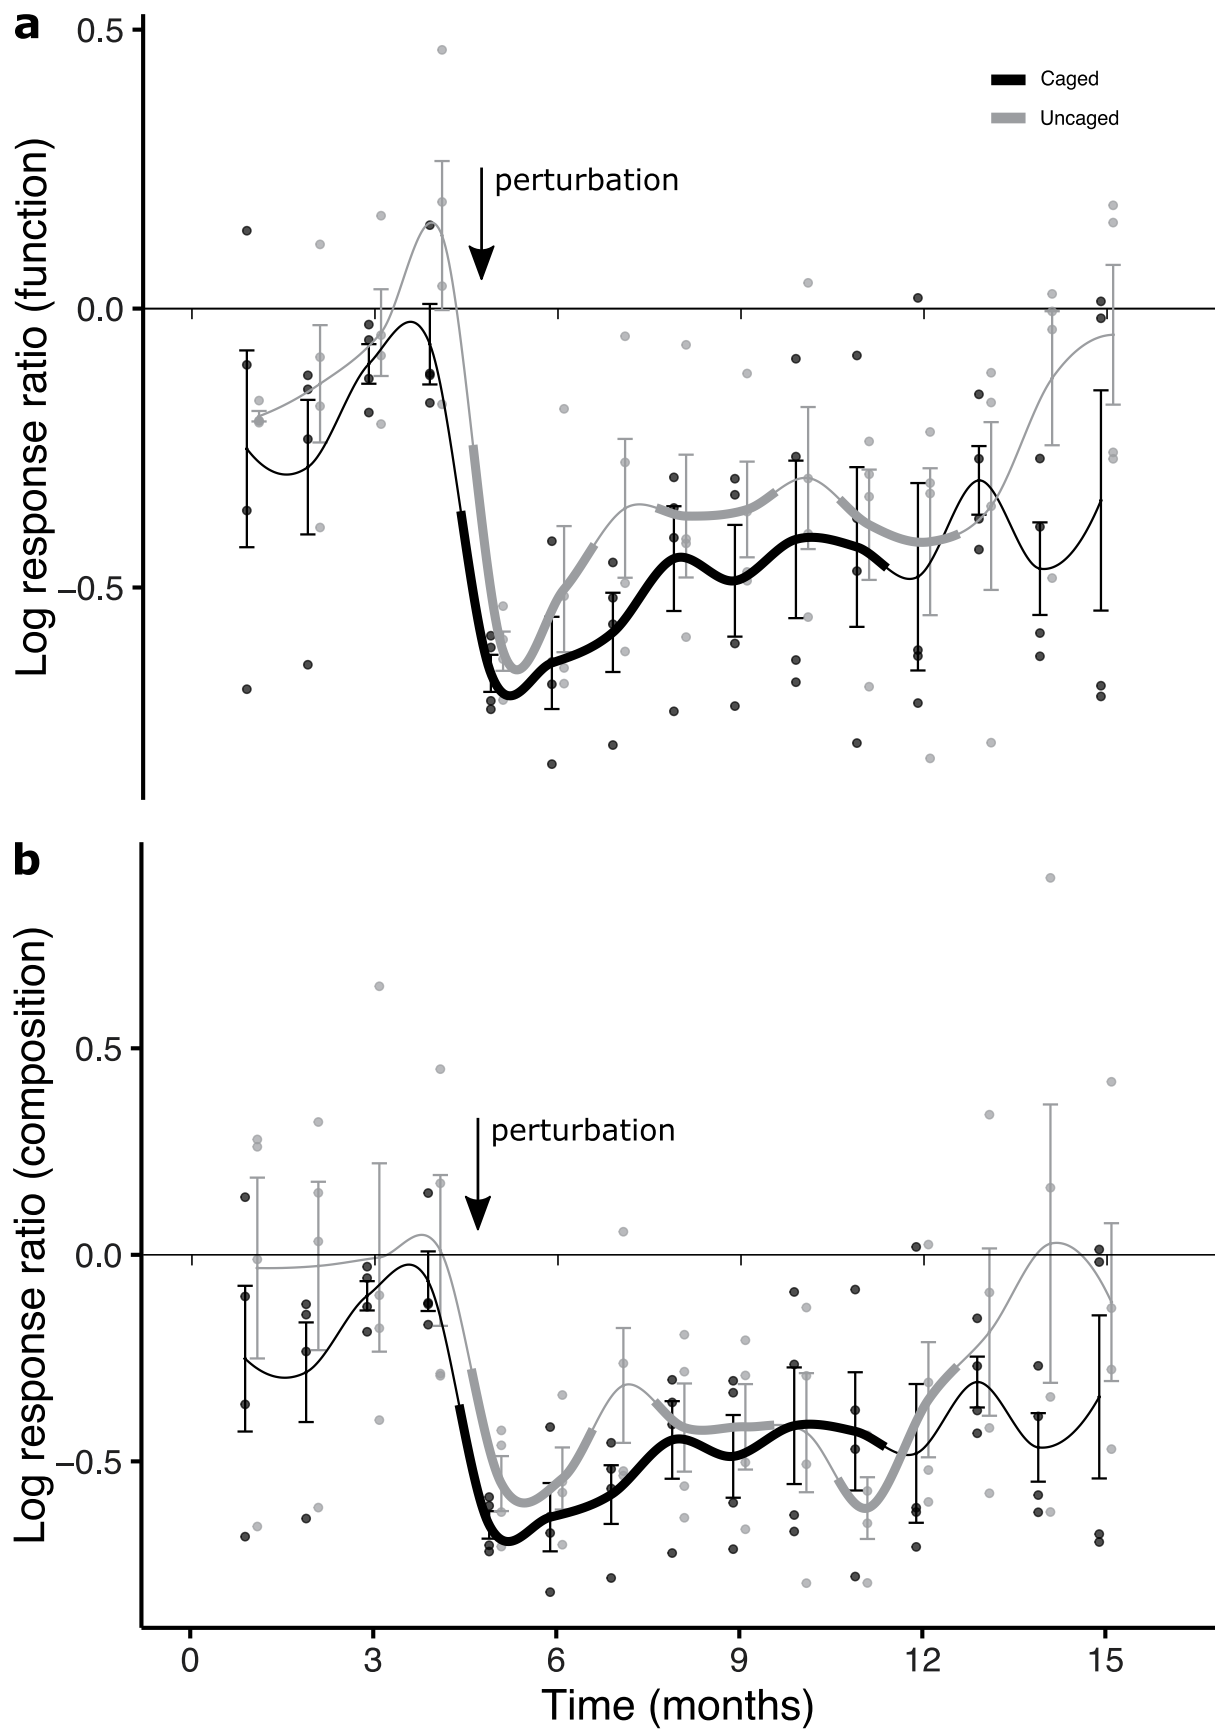 a
0.5
Caged
Uncaged
perturbation
0.0
−0.5
Log response ratio (function)
b
0.5
perturbation
0.0
−0.5
Log response ratio (composition)
0 3 6 9 12 15
Time (months)